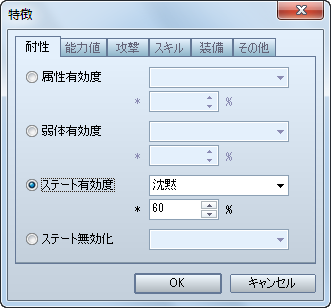 特徴
耐性 能力値 攻撃 スキル 装備 その他
属性有効度
* %
弱体有効度
* %
ステート有効度 沈黙
* 60 %
ステート無効化
OK キャンセル